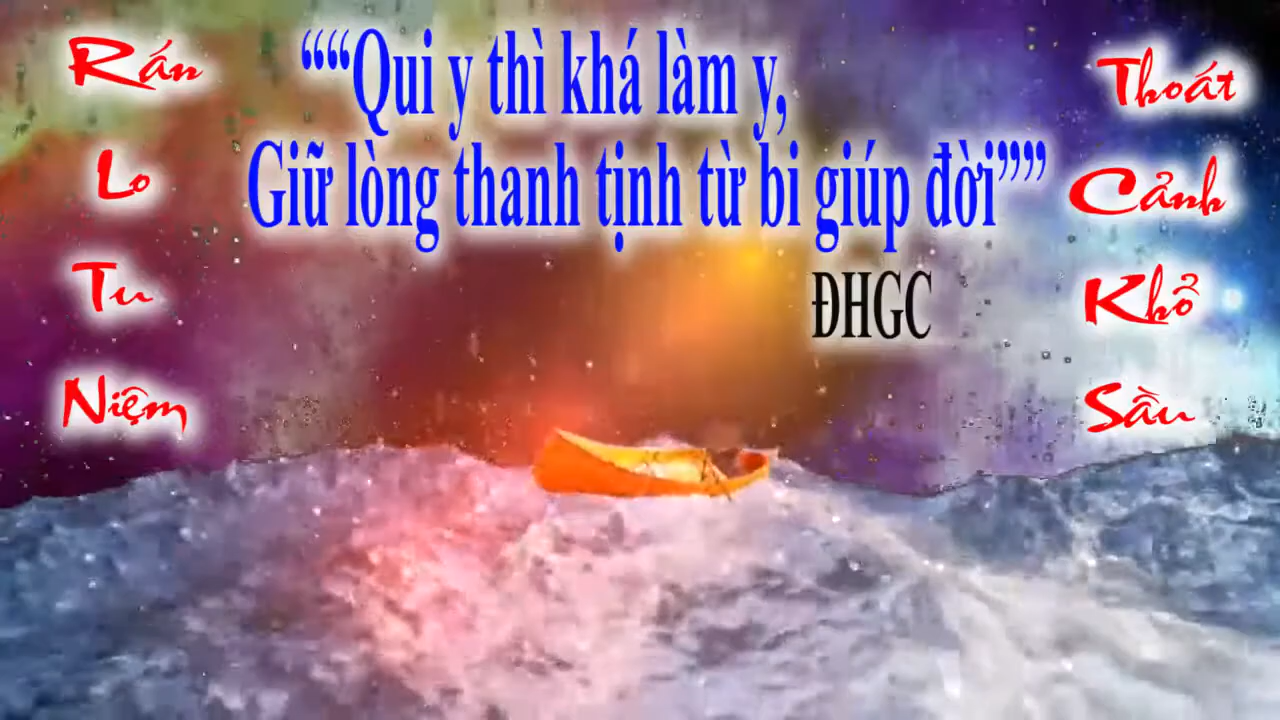 Rấn
Lo
Tu
Niệm
““Qui y thì khá làm y,
Giữ lòng thanh tịnh từ bi giúp đời””
ĐHGC
Thoát
Cảnh
Khổ
Sầu